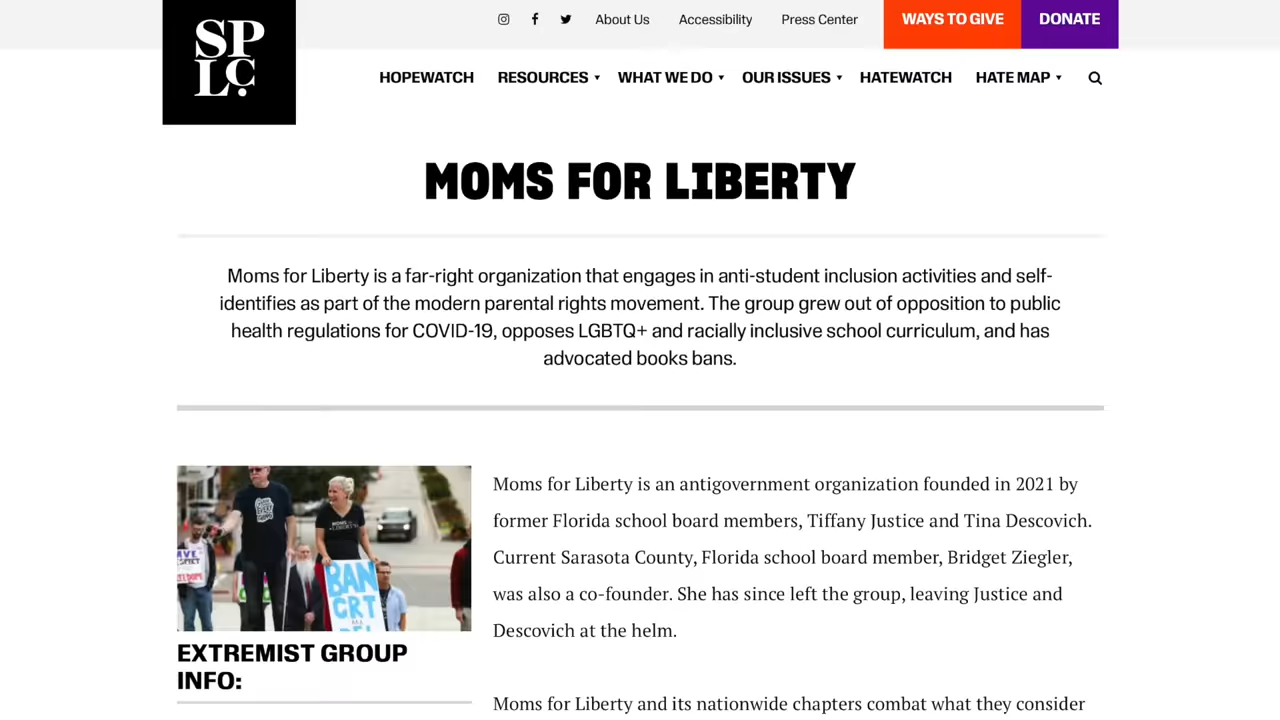 SP
LC
About Us Accessibility Press Center WAYS TO GIVE DONATE
HOPEWATCH RESOURCES WHAT WE DO OUR ISSUES HATEWATCH HATE MAP
MOMS FOR LIBERTY
Moms for Liberty is a far-right organization that engages in anti-student inclusion activities and self-
identifies as part of the modern parental rights movement. The group grew out of opposition to public
health regulations for COVID-19, opposes LGBTQ+ and racially inclusive school curriculum, and has
advocated books bans.
BAN
CRT
EXTREMIST GROUP
INFO:
Moms for Liberty is an antigovernment organization founded in 2021 by
former Florida school board members, Tiffany Justice and Tina Descovich.
Current Sarasota County, Florida school board member, Bridget Ziegler,
was also a co-founder. She has since left the group, leaving Justice and
Descovich at the helm.
Moms for Liberty and its nationwide chapters combat what they consider